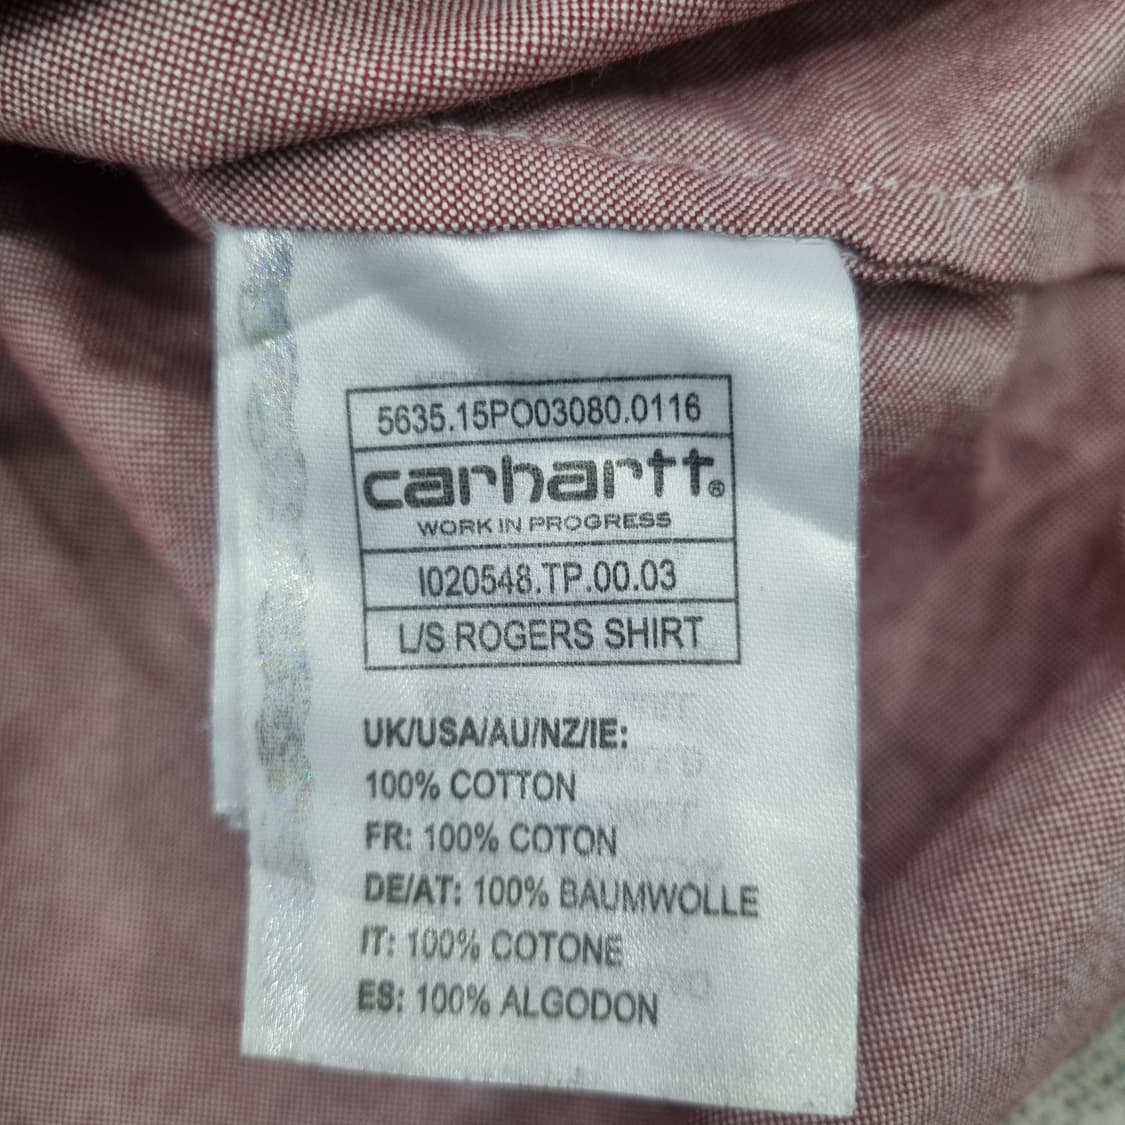 5635.15PO03080.0116
carhartt®
WORK IN PROGRESS
I020548.TP.00.03
L/S ROGERS SHIRT
UK/USA/AU/NZ/IE:
100% COTTON
FR: 100% COTON
DE/AT: 100% BAUMWOLLE
IT: 100% COTONE
ES: 100% ALGODON